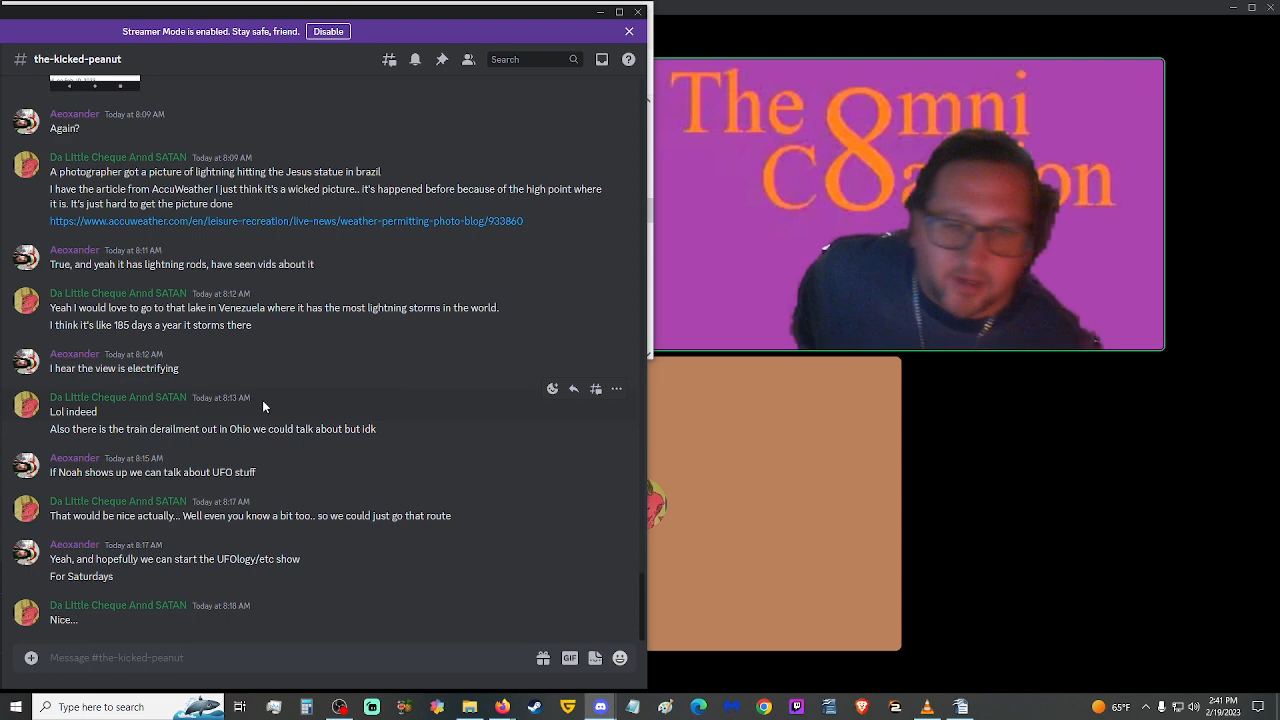 Streamer Mode is enabled. Stay safe, friend. Disable
# the-kicked-peanut
Search
Aeoxander Today at 8:09 AM
Again?
Da LIttle Cheque Annd SATAN Today at 8:09 AM
A photographer got a picture of lightning hitting the Jesus statue in brazil
I have the article from AccuWeather I just think it's a wicked picture.. it's happened before because of the high point where
it is. It's just hard to get the picture done
https://www.accuweather.com/en/leisure-recreation/live-news/weather-permitting-photo-blog/933860
Aeoxander Today at 8:11 AM
True, and yeah it has lightning rods, have seen vids about it
Da LIttle Cheque Annd SATAN Today at 8:12 AM
Yeah I would love to go to that lake in Venezuela where it has the most lightning storms in the world.
I think it's like 185 days a year it storms there
Aeoxander Today at 8:12 AM
I hear the view is electrifying
Da LIttle Cheque Annd SATAN Today at 8:13 AM
Lol indeed
Also there is the train derailment out in Ohio we could talk about but idk
Aeoxander Today at 8:15 AM
If Noah shows up we can talk about UFO stuff
Da LIttle Cheque Annd SATAN Today at 8:17 AM
That would be nice actually... Well even you know a bit too.. so we could just go that route
Aeoxander Today at 8:17 AM
Yeah, and hopefully we can start the UFOlogy/etc show
For Saturdays
Da LIttle Cheque Annd SATAN Today at 8:18 AM
Nice...
Message #the-kicked-peanut
GIF
The 8mni
C8a on
Type here to search
65°F
2:41 PM
2/19/2023